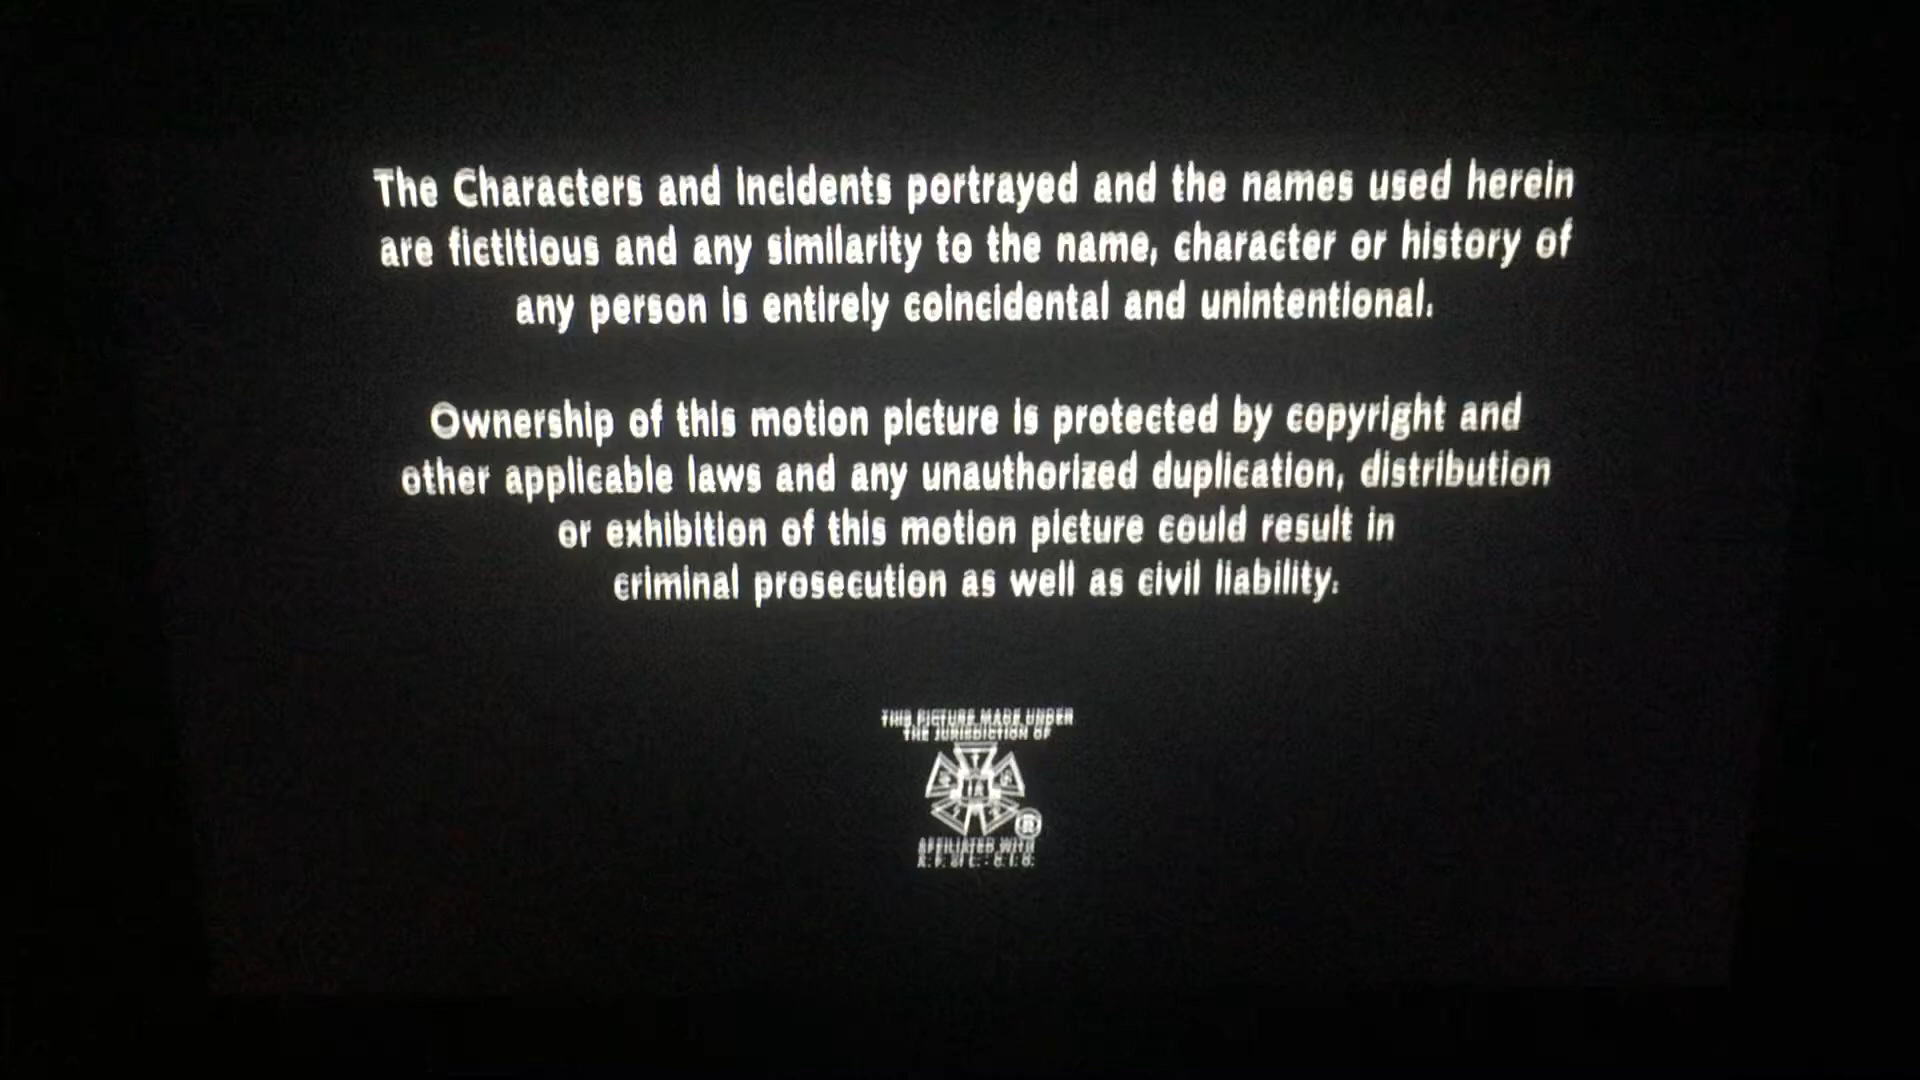 The Characters and incidents portrayed and the names used herein
are fictitious and any similarity to the name, character or history of
any person is entirely coincidental and unintentional.
Ownership of this motion picture is protected by copyright and
other applicable laws and any unauthorized duplication, distribution
or exhibition of this motion picture could result in
criminal prosecution as well as civil liability.
THIS PICTURE MADE UNDER
THE JURISDICTION OF
IA
®
AFFILIATED WITH
A. F. of L. - C. I. O.